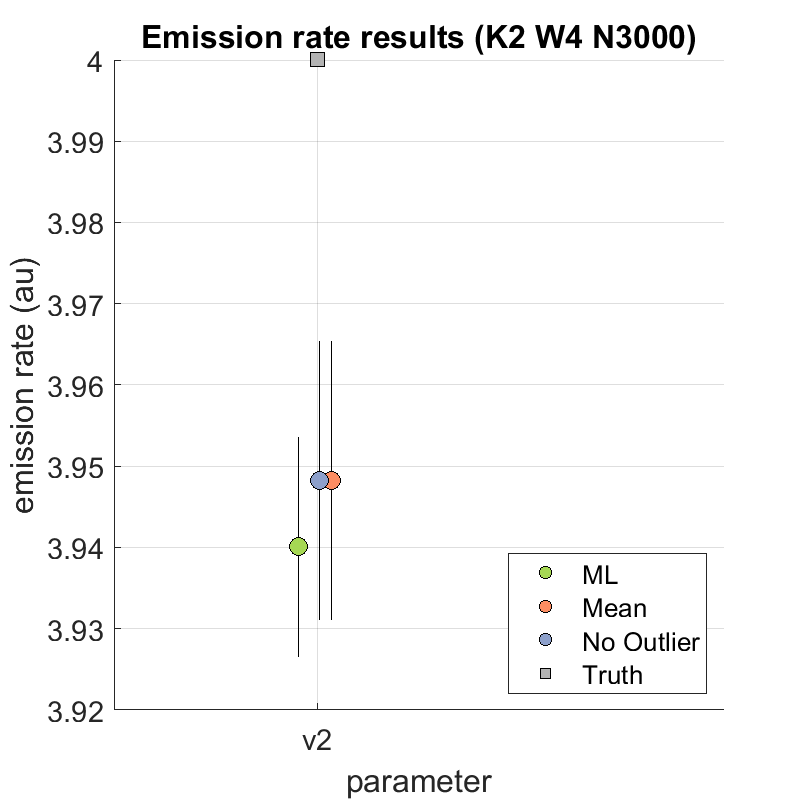 Emission rate results (K2 W4 N3000)
4
3.99
3.98
3.97
3.96
3.95
3.94
3.93
3.92
emission rate (au)
v2
parameter
ML
Mean
No Outlier
Truth